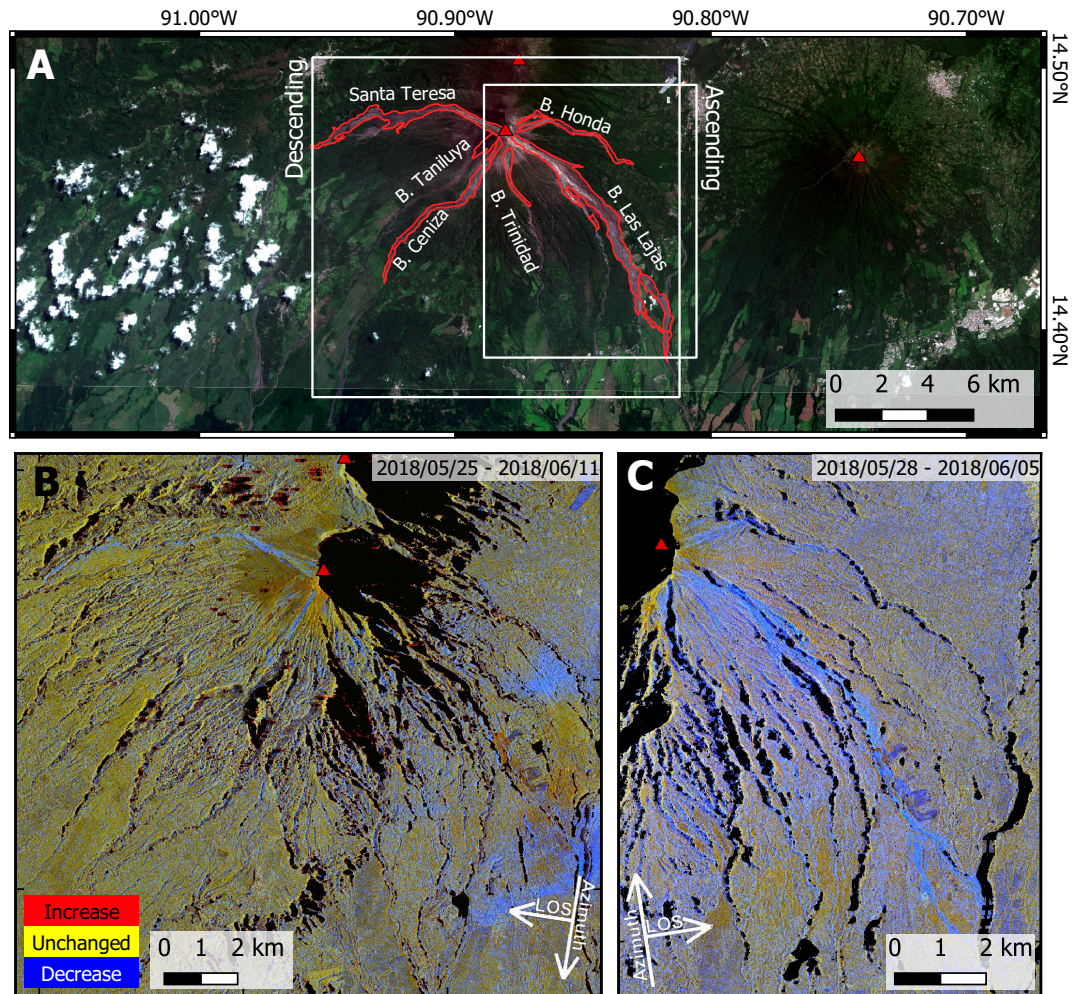 91.00°W 90.90°W 90.80°W 90.70°W
A
14.50°N
14.40°N
Descending
Ascending
Santa Teresa
B. Honda
B. Taniluya
B. Ceniza
B. Trinidad
B. Las Lajas
0 2 4 6 km
B
2018/05/25 - 2018/06/11
Increase
Unchanged
Decrease
0 1 2 km
LOS
Azimuth
C
2018/05/28 - 2018/06/05
Azimuth
LOS
0 1 2 km